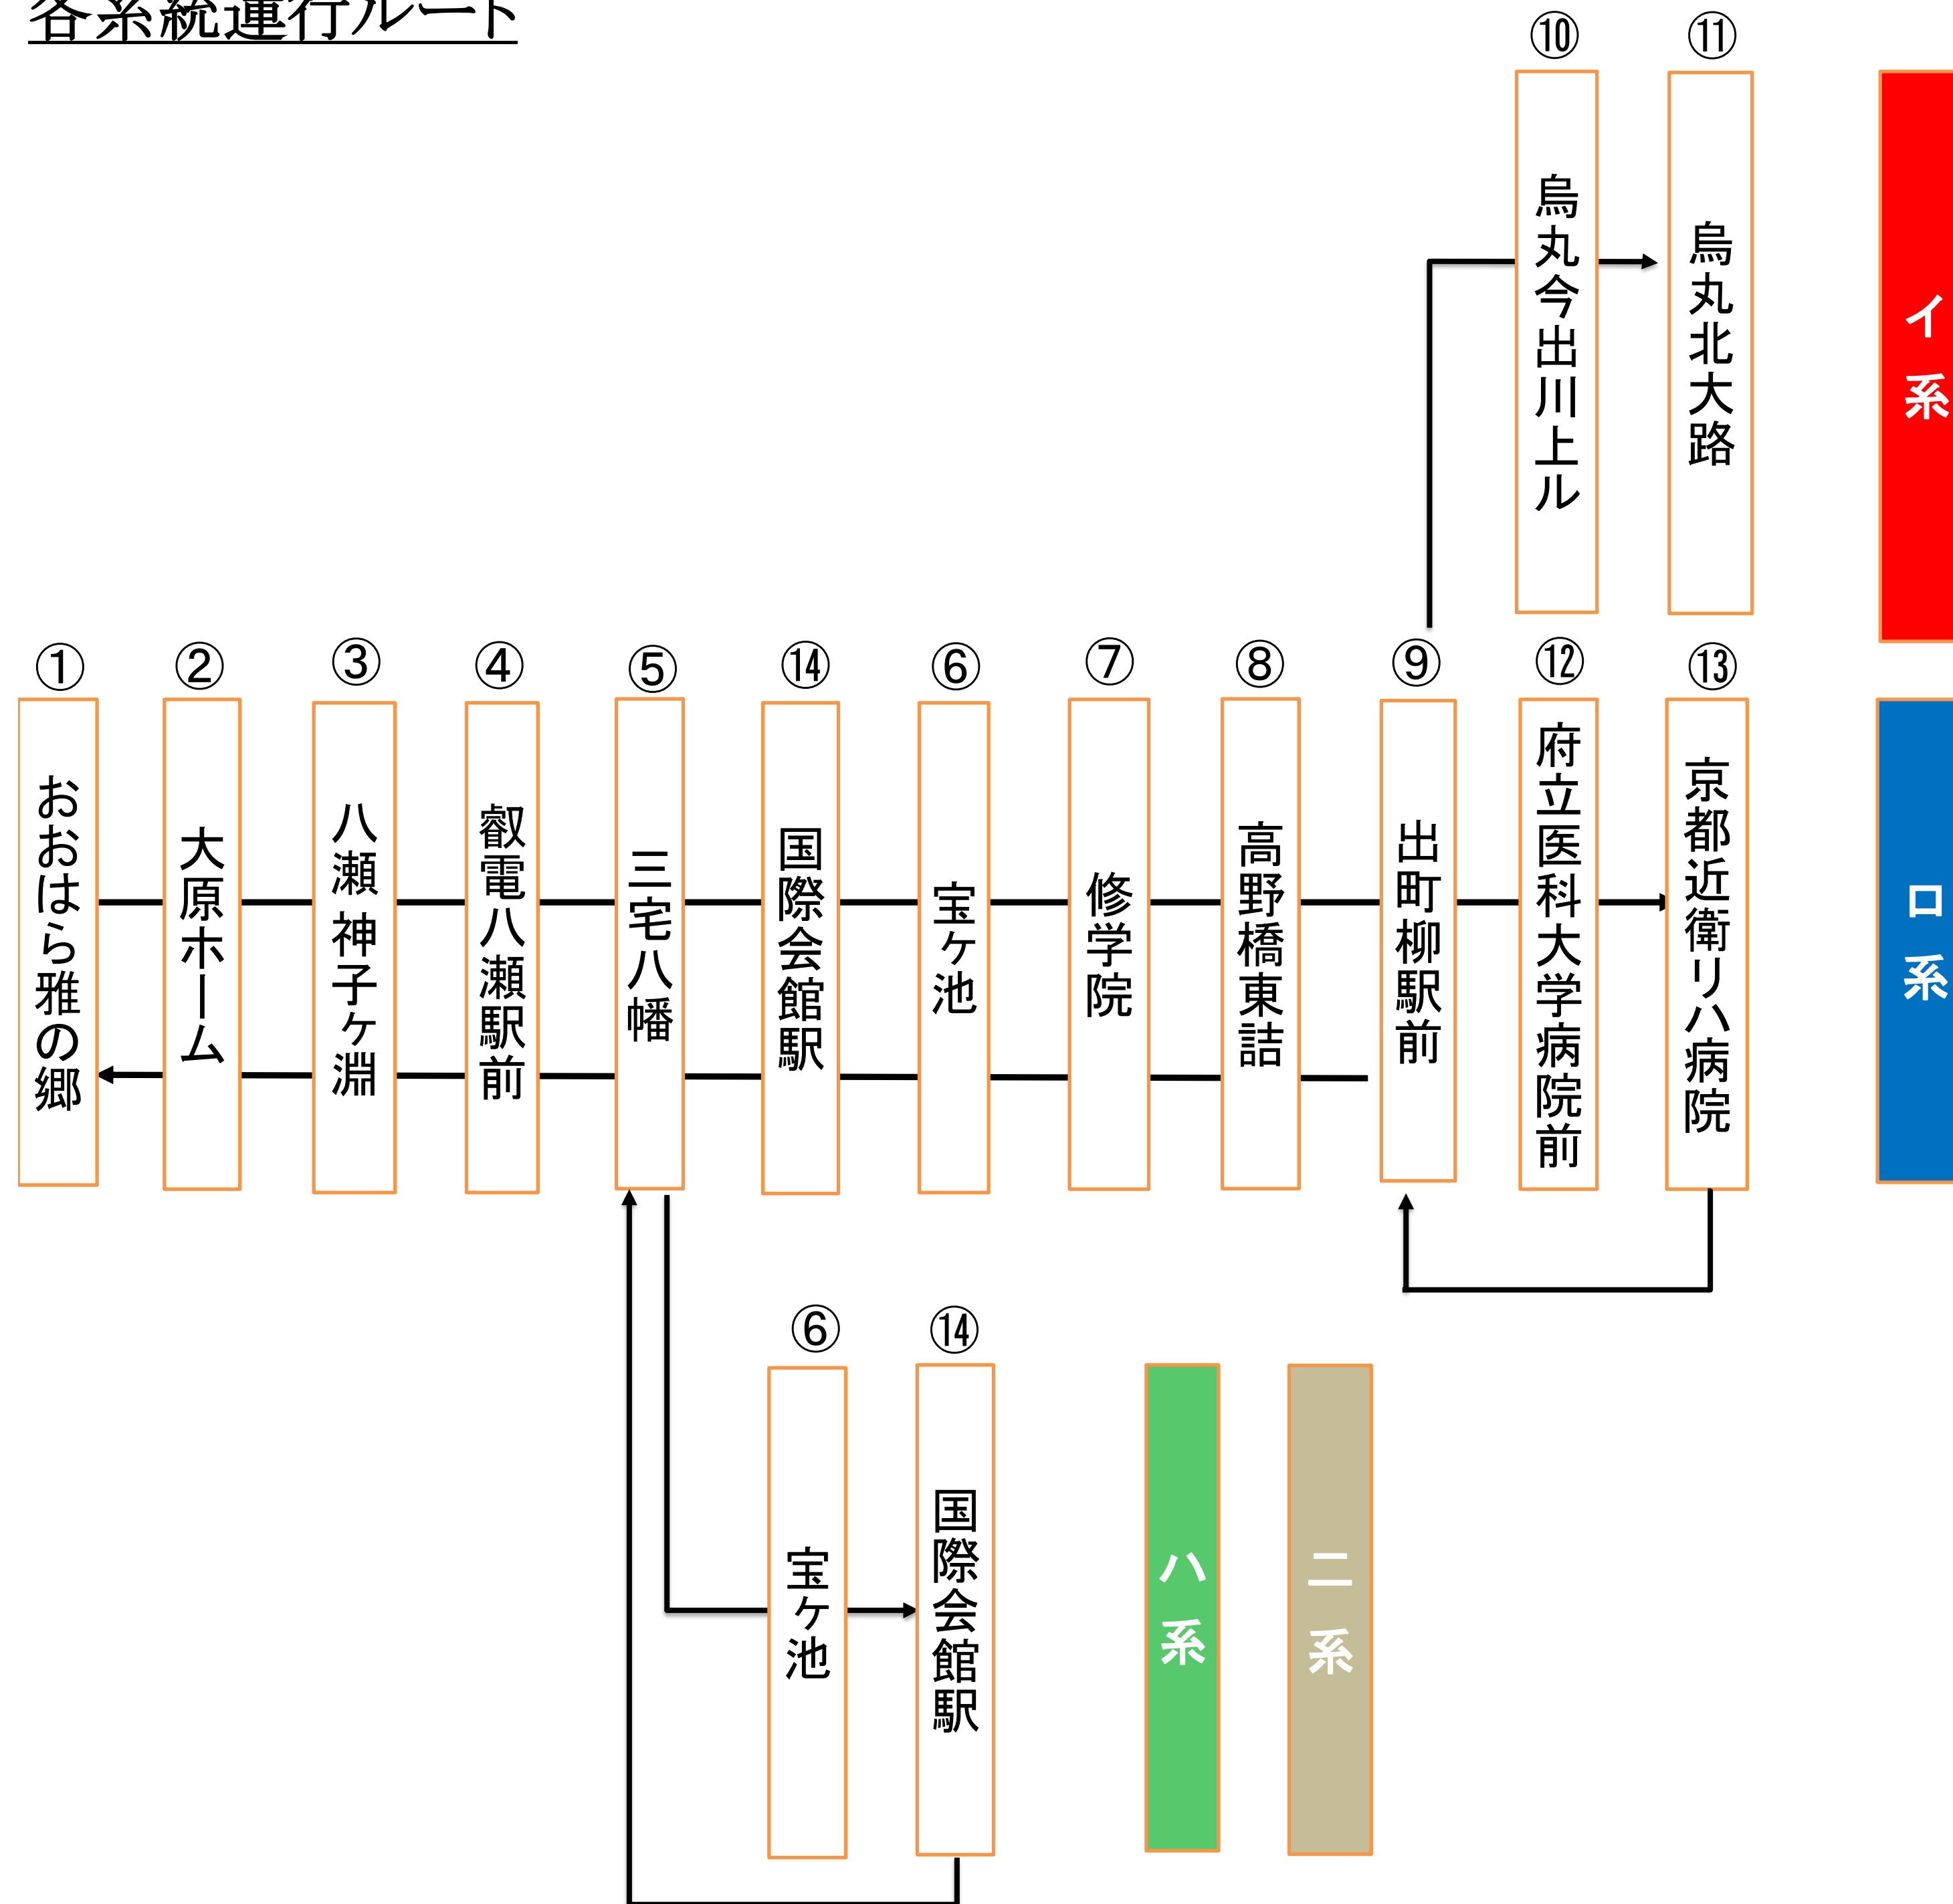 各系統運行ルート
⑩
⑪
烏丸今出川上ル
烏丸北大路
イ系
①
②
③
④
⑤
⑭
⑥
⑦
⑧
⑨
⑫
⑬
おおはら雅の郷
大原ホーム
八瀬神子ヶ淵
叡電八瀬駅前
三宅八幡
国際会館駅
宝ヶ池
修学院
高野橋東詰
出町柳駅前
府立医科大学病院前
京都近衛リハ病院
ロ系
⑥
⑭
宝ヶ池
国際会館駅
ハ系
ニ系